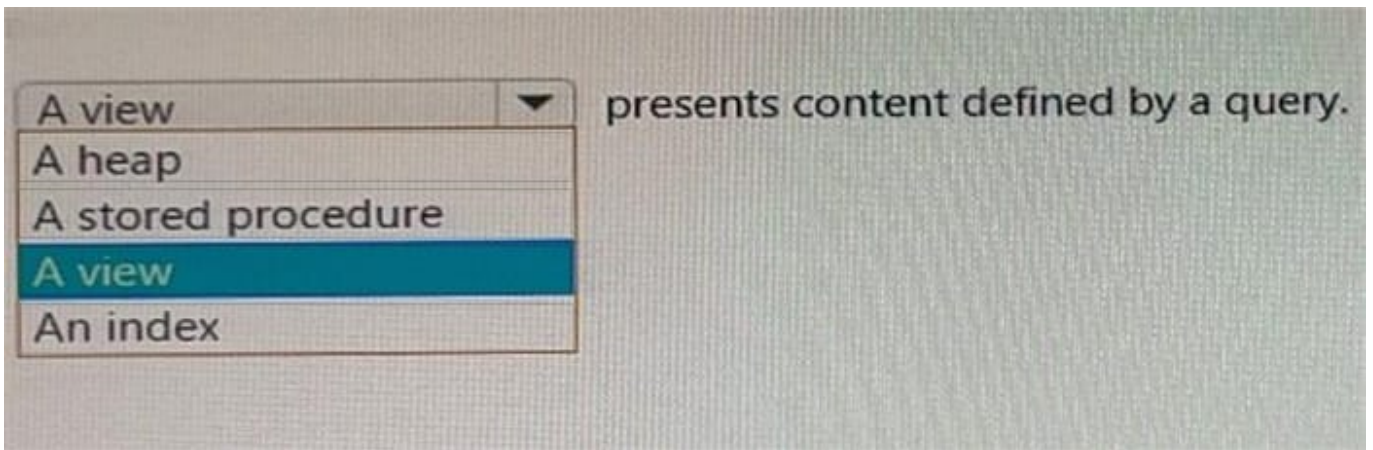 A view presents content defined by a query.
A heap
A stored procedure
A view
An index